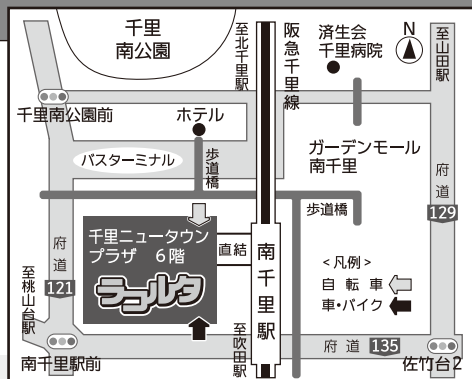 千里
南公園
至北千里駅
阪急千里線
済生会
千里病院
N
至山田駅
千里南公園前
ホテル
バスターミナル
歩道橋
ガーデンモール
南千里
府道
129
歩道橋
千里ニュータウン
プラザ 6階
ラコルタ
直結
南千里駅
府道
121
至桃山台駅
<凡例>
自転車
車・バイク
至吹田駅
南千里駅前
府道 135
佐竹台2